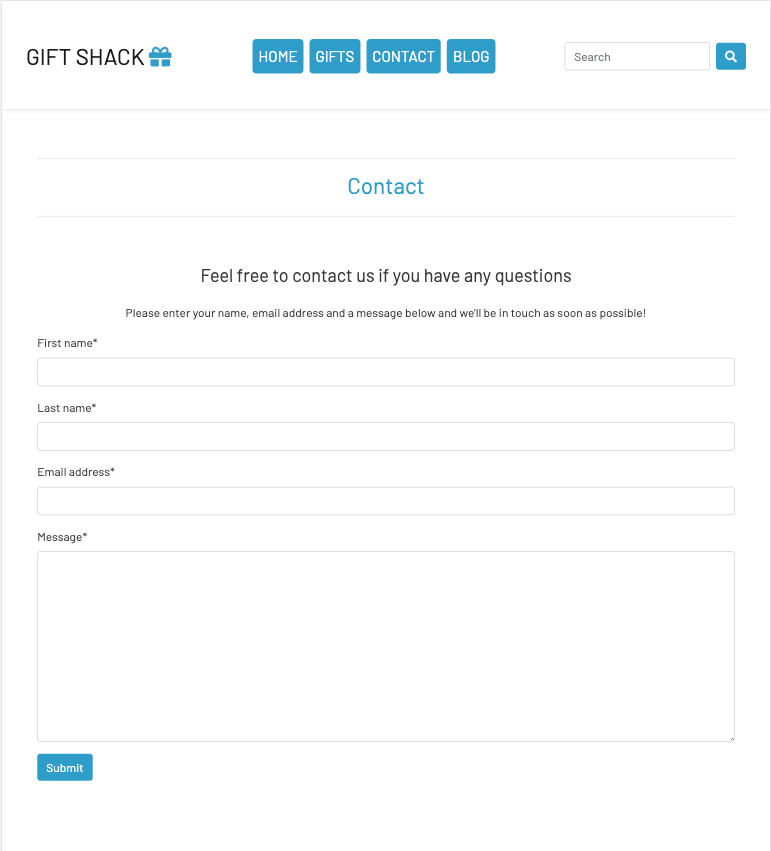 GIFT SHACK
HOME GIFTS CONTACT BLOG
Search
Contact
Feel free to contact us if you have any questions
Please enter your name, email address and a message below and we'll be in touch as soon as possible!
First name*
Last name*
Email address*
Message*
Submit